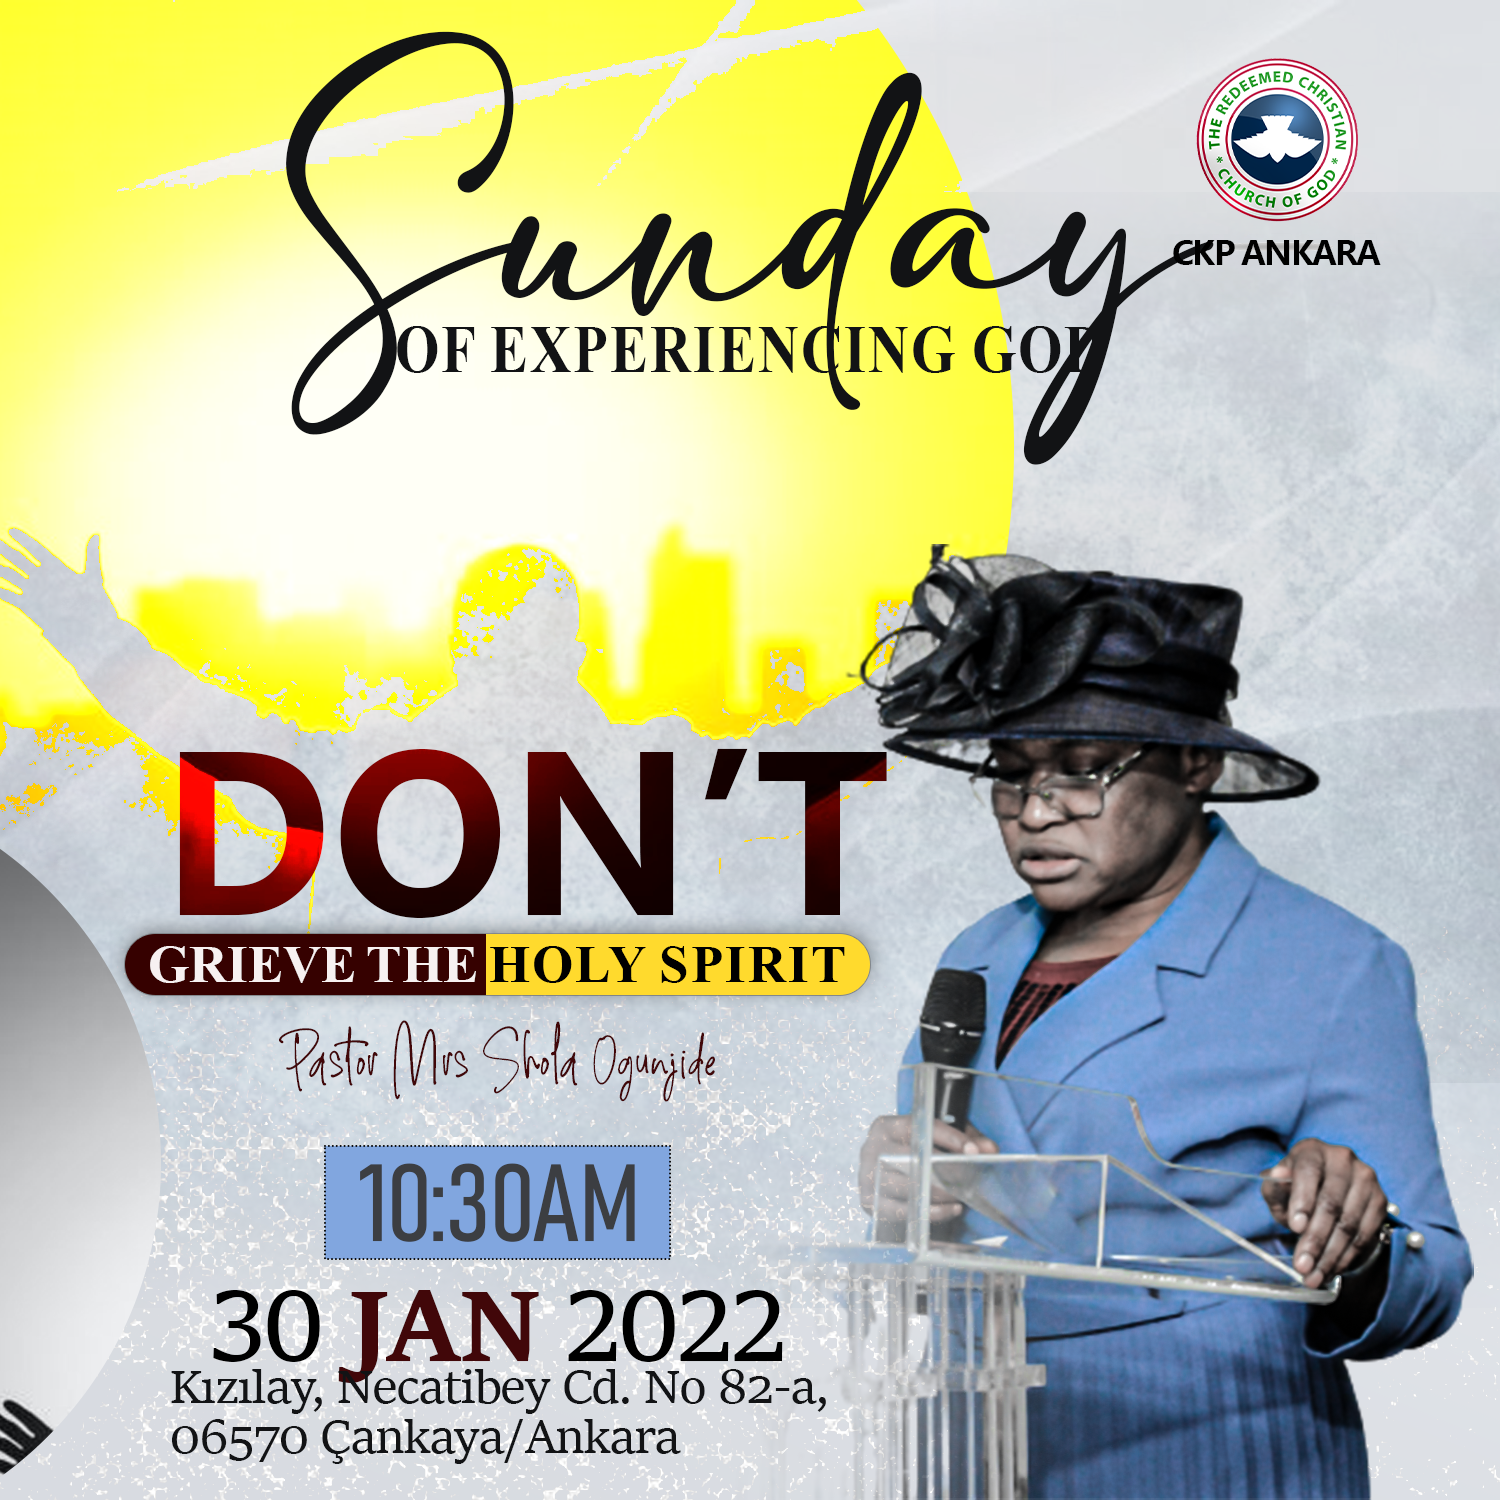 Sunday
OF EXPERIENCING GOD
THE REDEEMED CHRISTIAN
* CHURCH OF GOD *
CKP ANKARA
DON'T
GRIEVE THE HOLY SPIRIT
Pastor Mrs Shola Ogunjide
10:30AM
30 JAN 2022
Kızılay, Necatibey Cd. No 82-a,
06570 Çankaya/Ankara